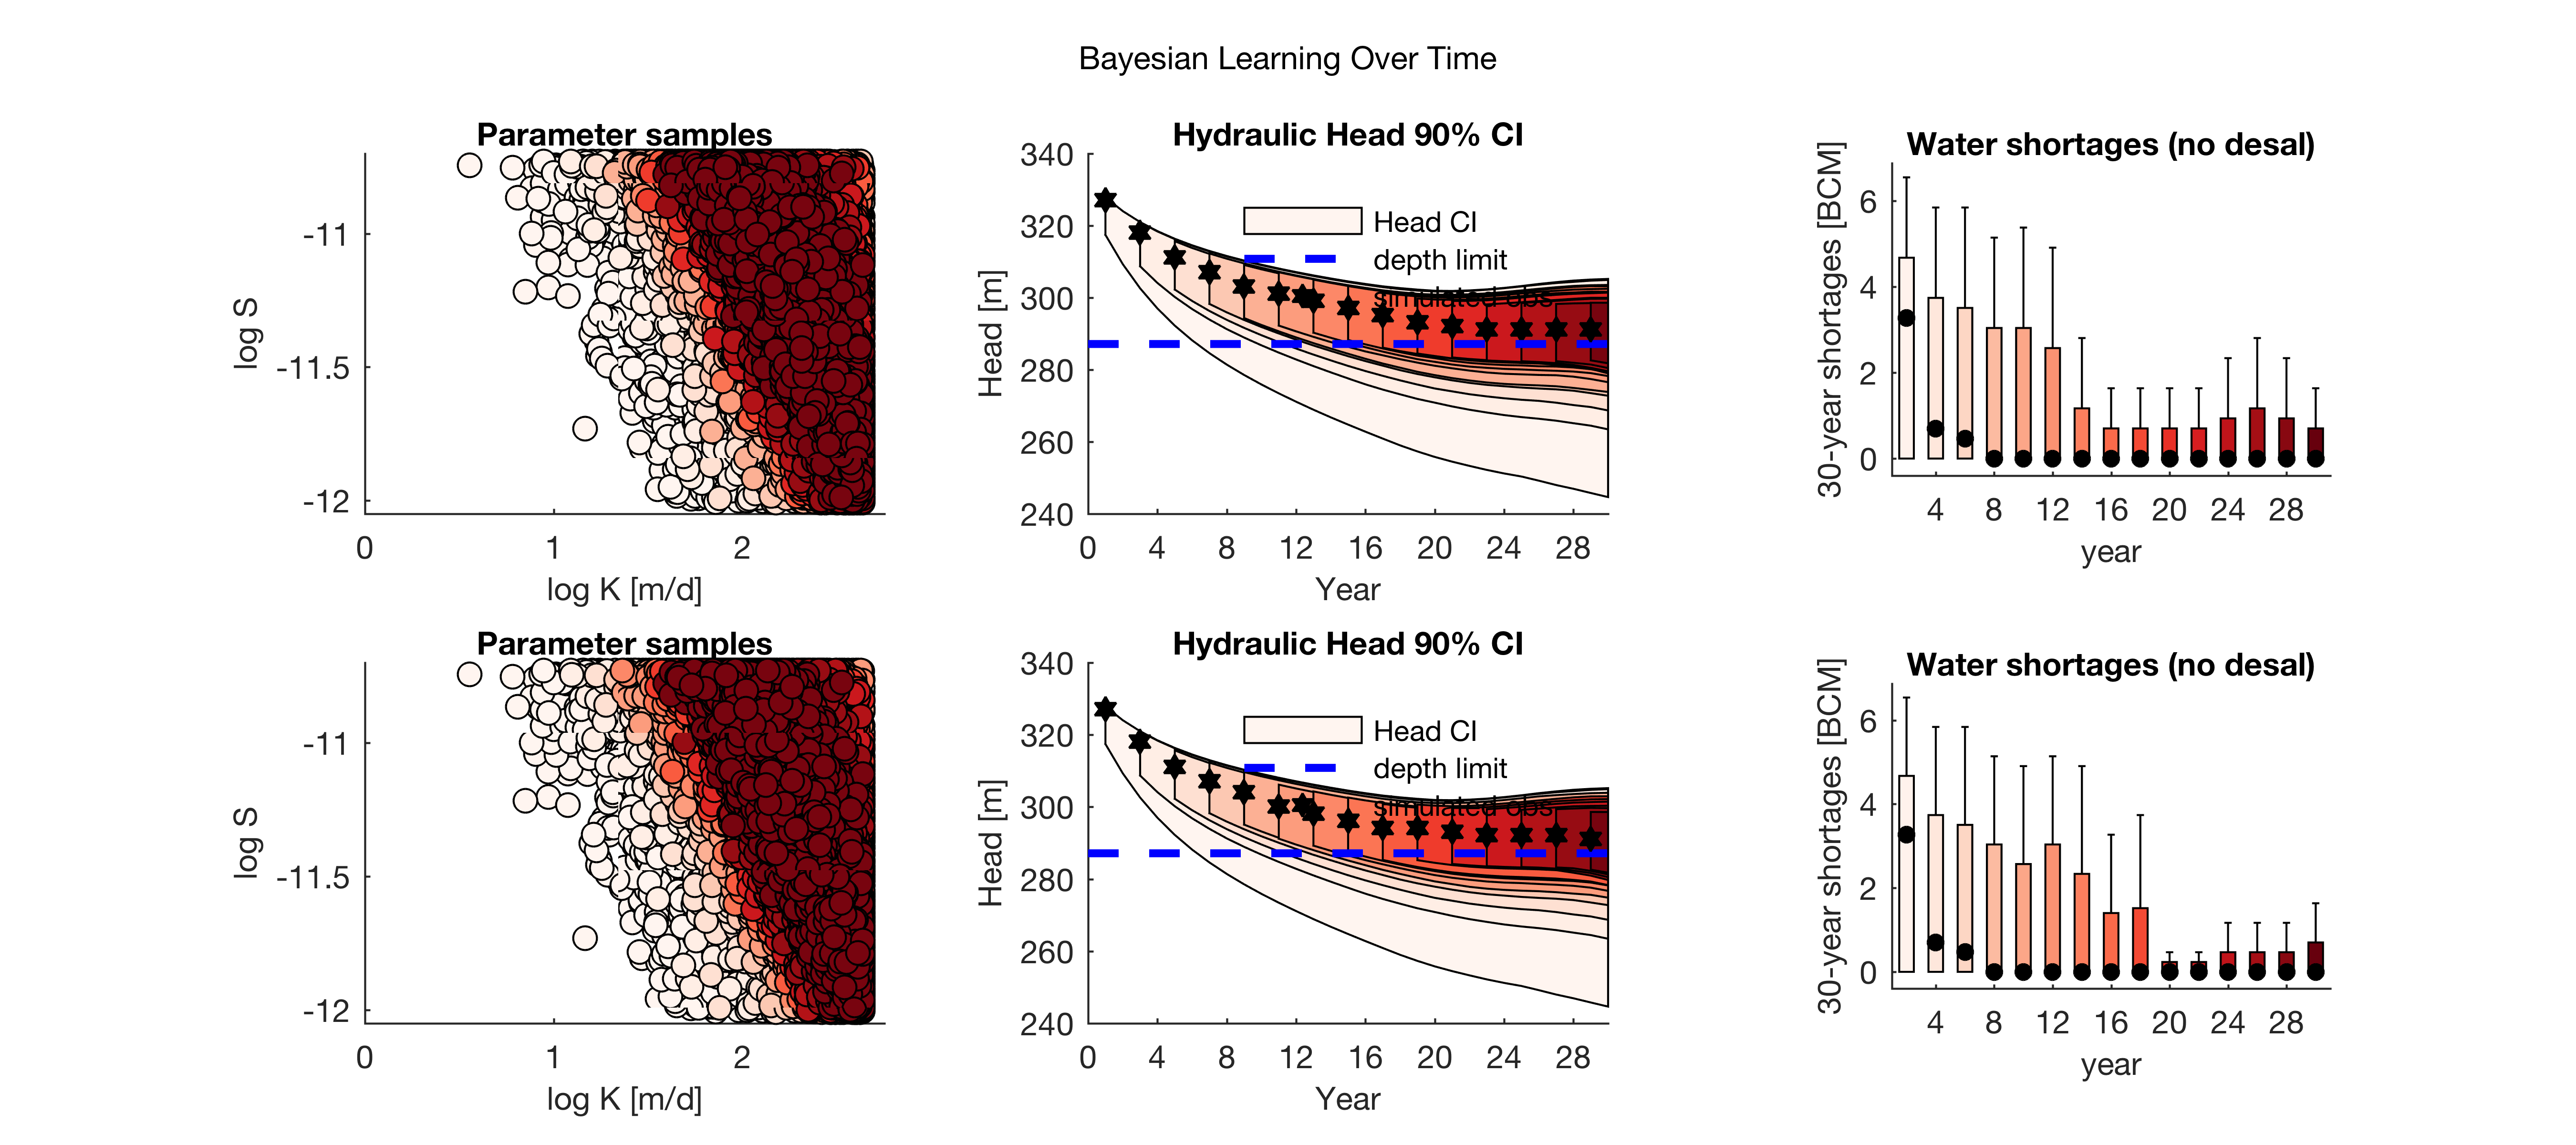 Bayesian Learning Over Time
Parameter samples
log S
-11
-11.5
-12
0 1 2
log K [m/d]
Hydraulic Head 90% CI
Head [m]
340
320
300
280
260
240
Head CI
depth limit
simulated obs
0 4 8 12 16 20 24 28
Year
Water shortages (no desal)
30-year shortages [BCM]
6
4
2
0
4 8 12 16 20 24 28
year
Parameter samples
log S
-11
-11.5
-12
0 1 2
log K [m/d]
Hydraulic Head 90% CI
Head [m]
340
320
300
280
260
240
Head CI
depth limit
simulated obs
0 4 8 12 16 20 24 28
Year
Water shortages (no desal)
30-year shortages [BCM]
6
4
2
0
4 8 12 16 20 24 28
year